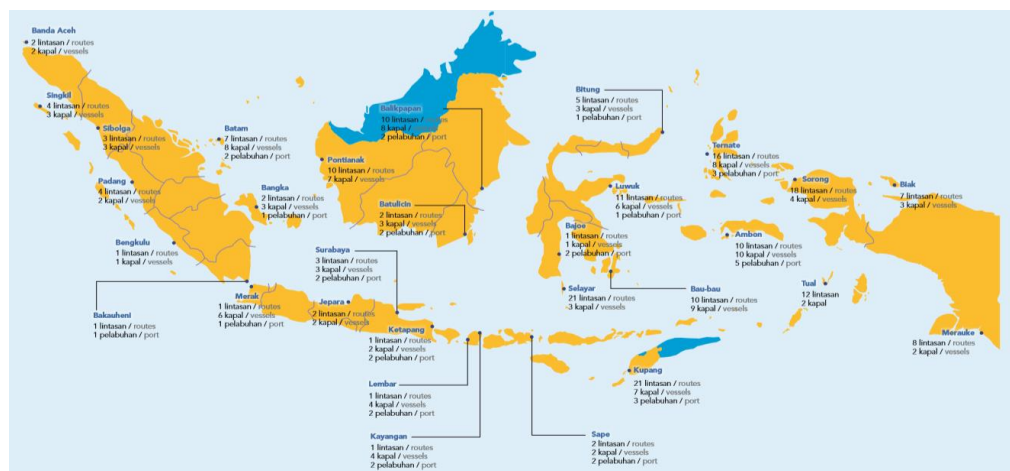 Banda Aceh
2 lintasan / routes
2 kapal / vessels
Singkil
4 lintasan / routes
3 kapal / vessels
Sibolga
3 lintasan / routes
3 kapal / vessels
Batam
7 lintasan / routes
8 kapal / vessels
2 pelabuhan / port
Padang
4 lintasan / routes
2 kapal / vessels
Bangka
2 lintasan / routes
3 kapal / vessels
1 pelabuhan / port
Bengkulu
1 lintasan / routes
1 kapal / vessels
Bakauheni
1 lintasan / routes
1 pelabuhan / port
Merak
1 lintasan / routes
6 kapal / vessels
1 pelabuhan / port
Balikpapan
10 lintasan / routes
8 kapal /
2 pelabuhan / port
Pontianak
10 lintasan / routes
7 kapal / vessels
Batulicin
2 lintasan / routes
3 kapal / vessels
2 pelabuhan / port
Surabaya
3 lintasan / routes
3 kapal / vessels
2 pelabuhan / port
Jepara
2 lintasan / routes
2 kapal / vessels
Ketapang
1 lintasan / routes
2 kapal / vessels
2 pelabuhan / port
Lembar
1 lintasan / routes
4 kapal / vessels
2 pelabuhan / port
Kayangan
1 lintasan / routes
4 kapal / vessels
2 pelabuhan / port
Sape
2 lintasan / routes
2 kapal / vessels
2 pelabuhan / port
Bitung
5 lintasan / routes
3 kapal / vessels
1 pelabuhan / port
Luwuk
11 lintasan / routes
6 kapal / vessels
1 pelabuhan / port
Bajoe
1 lintasan / routes
1 kapal / vessels
2 pelabuhan / port
Selayar
21 lintasan / routes
3 kapal / vessels
Bau-bau
10 lintasan / routes
9 kapal / vessels
Kupang
21 lintasan / routes
7 kapal / vessels
3 pelabuhan / port
Ternate
16 lintasan / routes
8 kapal / vessels
3 pelabuhan / port
Sorong
18 lintasan / routes
4 kapal / vessels
Ambon
10 lintasan / routes
10 kapal / vessels
5 pelabuhan / port
Tual
12 lintasan
2 kapal
Biak
7 lintasan / routes
3 kapal / vessels
Merauke
8 lintasan / routes
2 kapal / vessels